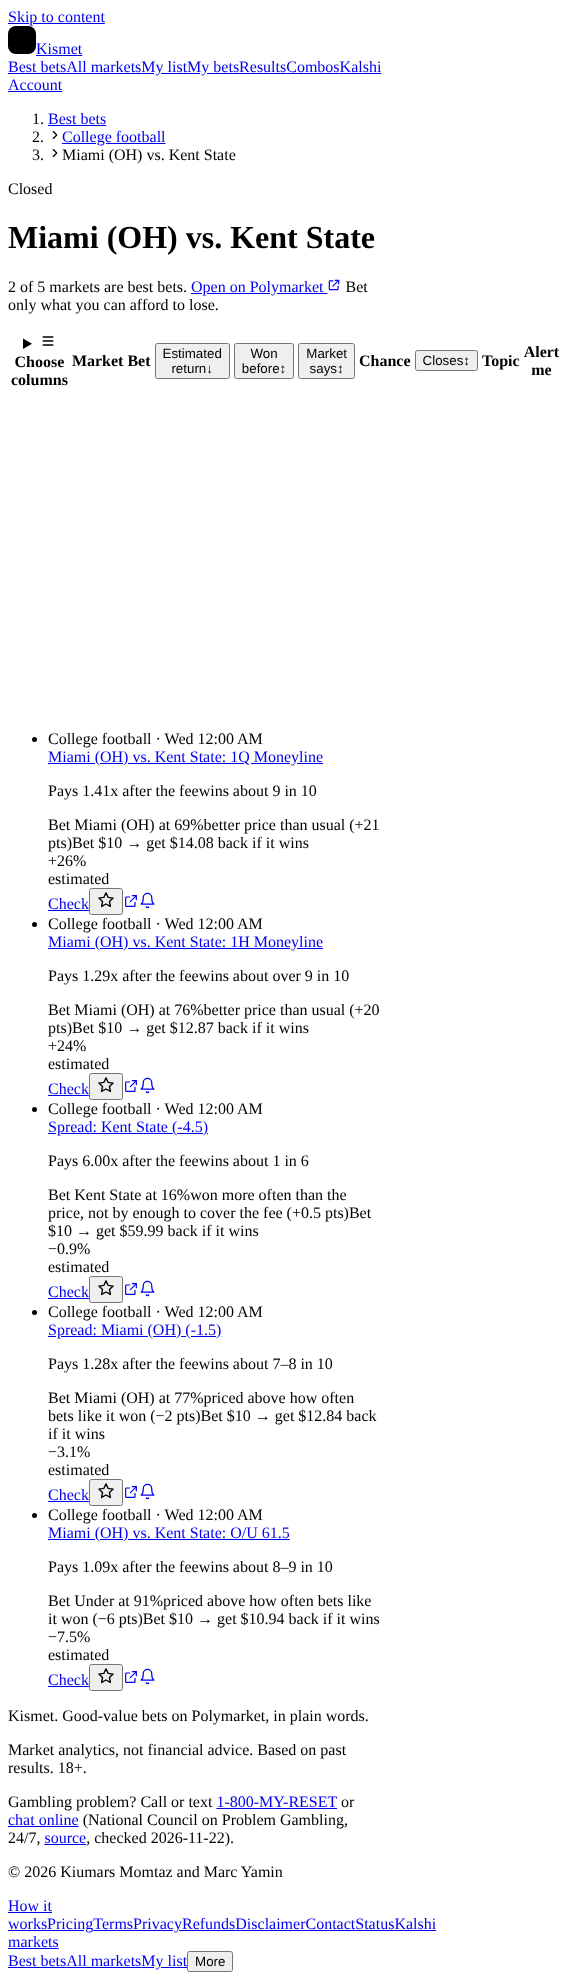 Skip to content
Kismet
Best betsAll marketsMy listMy betsResultsCombosKalshi
Account
1. Best bets
2. College football
3. Miami (OH) vs. Kent State
Closed
Miami (OH) vs. Kent State
2 of 5 markets are best bets. Open on Polymarket Bet
only what you can afford to lose.
Choose columns Market Bet Estimated return↓ Won before↕ Market says↕ Chance Closes↕ Topic Alert me
College football · Wed 12:00 AM
Miami (OH) vs. Kent State: 1Q Moneyline
Pays 1.41x after the feewins about 9 in 10
Bet Miami (OH) at 69%better price than usual (+21
pts)Bet $10 → get $14.08 back if it wins
+26%
estimated
Check
College football · Wed 12:00 AM
Miami (OH) vs. Kent State: 1H Moneyline
Pays 1.29x after the feewins about over 9 in 10
Bet Miami (OH) at 76%better price than usual (+20
pts)Bet $10 → get $12.87 back if it wins
+24%
estimated
Check
College football · Wed 12:00 AM
Spread: Kent State (-4.5)
Pays 6.00x after the feewins about 1 in 6
Bet Kent State at 16%won more often than the
price, not by enough to cover the fee (+0.5 pts)Bet
$10 → get $59.99 back if it wins
−0.9%
estimated
Check
College football · Wed 12:00 AM
Spread: Miami (OH) (-1.5)
Pays 1.28x after the feewins about 7–8 in 10
Bet Miami (OH) at 77%priced above how often
bets like it won (−2 pts)Bet $10 → get $12.84 back
if it wins
−3.1%
estimated
Check
College football · Wed 12:00 AM
Miami (OH) vs. Kent State: O/U 61.5
Pays 1.09x after the feewins about 8–9 in 10
Bet Under at 91%priced above how often bets like
it won (−6 pts)Bet $10 → get $10.94 back if it wins
−7.5%
estimated
Check
Kismet. Good-value bets on Polymarket, in plain words.
Market analytics, not financial advice. Based on past
results. 18+.
Gambling problem? Call or text 1-800-MY-RESET or
chat online (National Council on Problem Gambling,
24/7, source, checked 2026-11-22).
© 2026 Kiumars Momtaz and Marc Yamin
How it
worksPricingTermsPrivacyRefundsDisclaimerContactStatusKalshi
markets
Best betsAll marketsMy listMore